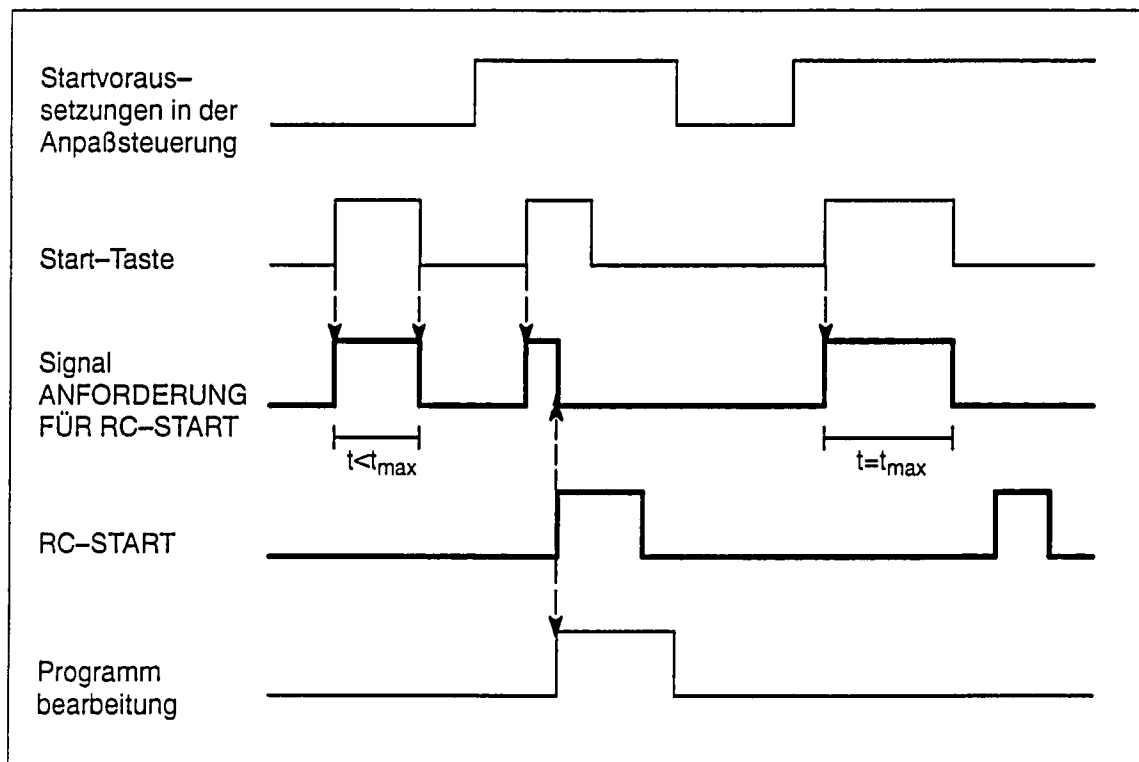 Startvoraus–
setzungen in der
Anpaßsteuerung
Start–Taste
Signal
ANFORDERUNG
FÜR RC–START
t<tmax
t=tmax
RC–START
Programm
bearbeitung